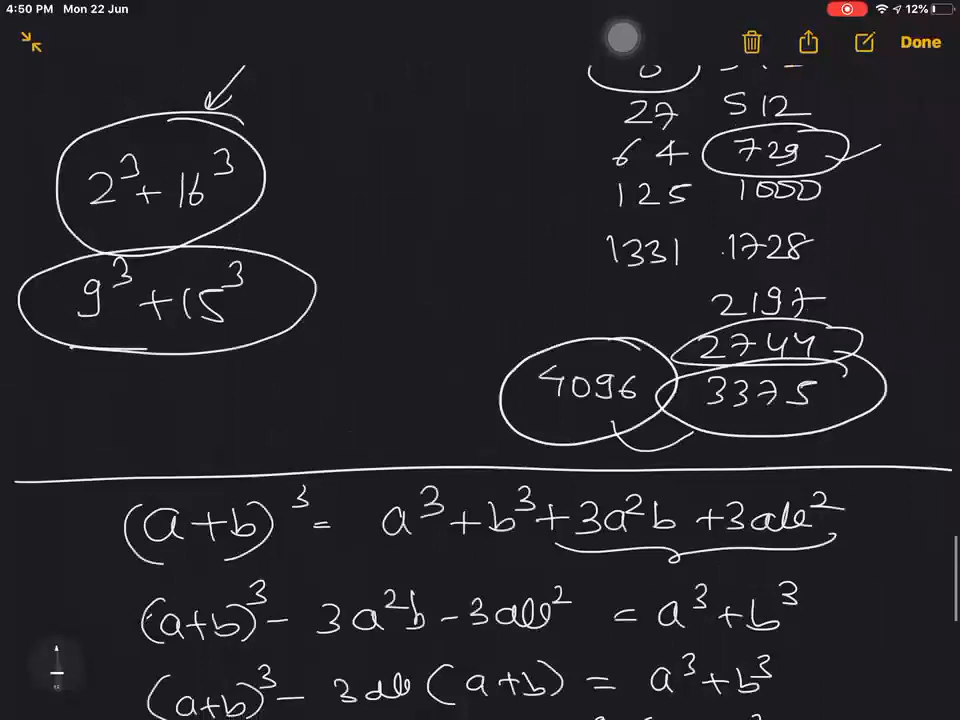 4:50 PM Mon 22 Jun 12%
Done
2³ + 16³
9³ + 15³
27 512
64 729
125 1000
1331 1728
2197
2744
4096 3375
(a+b)³ = a³ + b³ + 3a²b + 3ab²
(a+b)³ - 3a²b - 3ab² = a³ + b³
(a+b)³ - 3ab (a+b) = a³ + b³